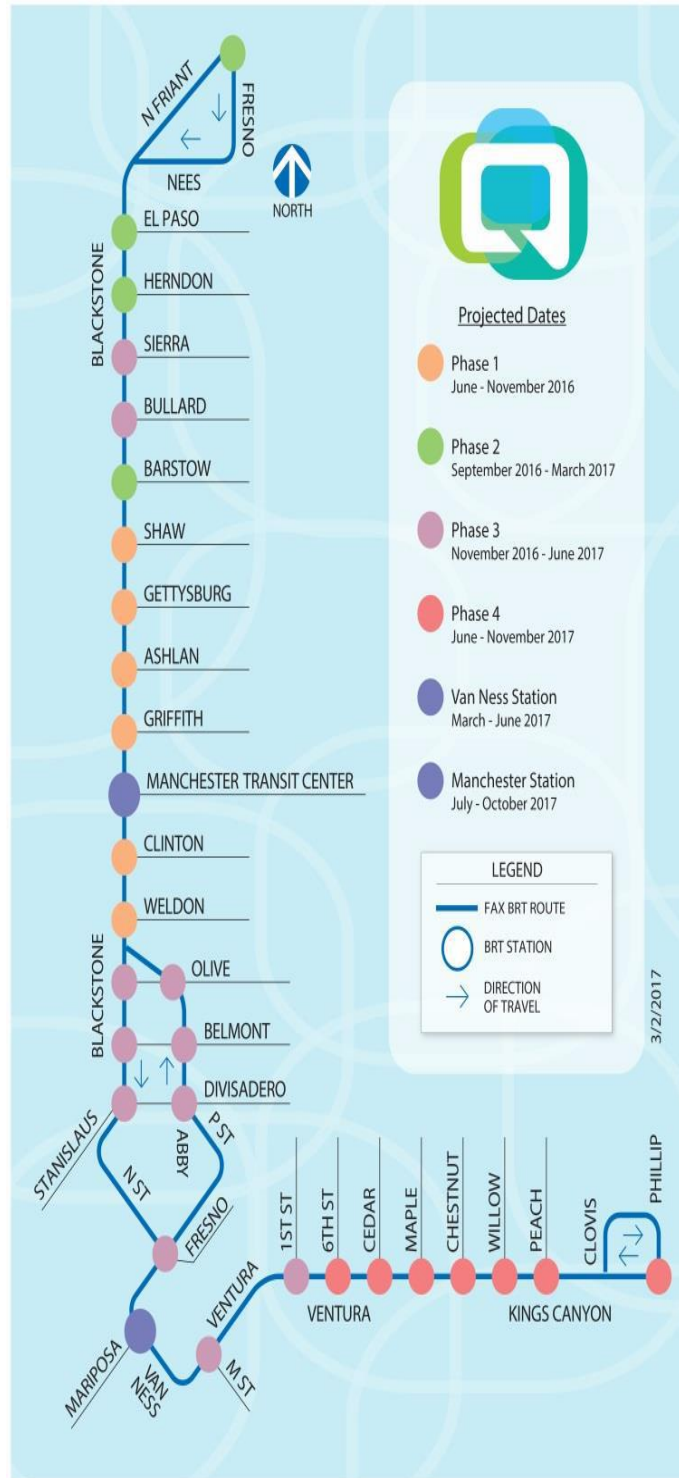 N FRIANT
FRESNO
NEES
NORTH
EL PASO
BLACKSTONE
HERNDON
SIERRA
BULLARD
BARSTOW
SHAW
GETTYSBURG
ASHLAN
GRIFFITH
MANCHESTER TRANSIT CENTER
CLINTON
WELDON
OLIVE
BLACKSTONE
BELMONT
DIVISADERO
STANISLAUS
N ST
ABBY
P ST
FRESNO
MARIPOSA
VAN
NESS
VENTURA
M ST
1ST ST
6TH ST
CEDAR
MAPLE
CHESTNUT
WILLOW
PEACH
CLOVIS
PHILLIP
VENTURA
KINGS CANYON
Projected Dates
Phase 1
June - November 2016
Phase 2
September 2016 - March 2017
Phase 3
November 2016 - June 2017
Phase 4
June - November 2017
Van Ness Station
March - June 2017
Manchester Station
July - October 2017
LEGEND
FAX BRT ROUTE
BRT STATION
DIRECTION
OF TRAVEL
3/2/2017